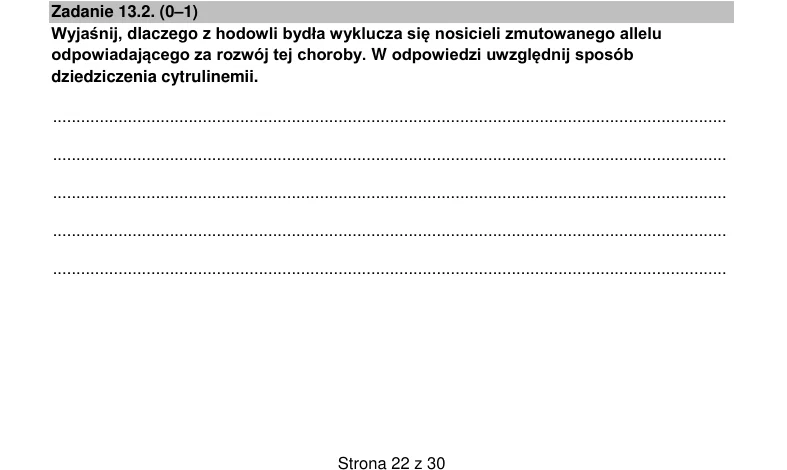 Zadanie 13.2. (0–1)
Wyjaśnij, dlaczego z hodowli bydła wyklucza się nosicieli zmutowanego allelu
odpowiadającego za rozwój tej choroby. W odpowiedzi uwzględnij sposób
dziedziczenia cytrulinemii.
Strona 22 z 30